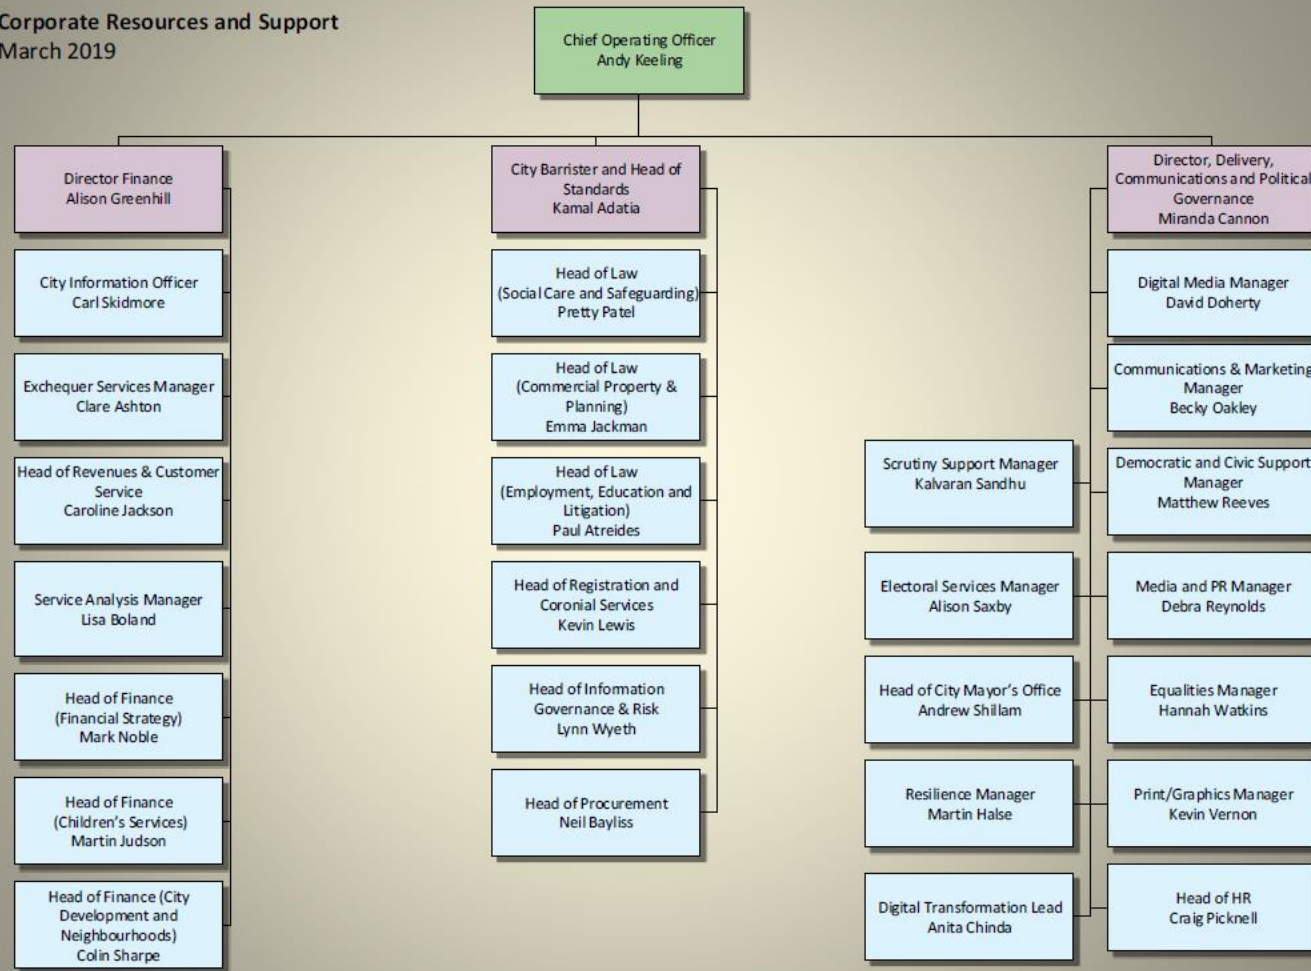 Corporate Resources and Support
March 2019
Chief Operating Officer
Andy Keeling
Director Finance
Alison Greenhill
City Information Officer
Carl Skidmore
Exchequer Services Manager
Clare Ashton
Head of Revenues & Customer
Service
Caroline Jackson
Service Analysis Manager
Lisa Boland
Head of Finance
(Financial Strategy)
Mark Noble
Head of Finance
(Children's Services)
Martin Judson
Head of Finance (City
Development and
Neighbourhoods)
Colin Sharpe
City Barrister and Head of
Standards
Kamal Adatia
Head of Law
(Social Care and Safeguarding)
Pretty Patel
Head of Law
(Commercial Property &
Planning)
Emma Jackman
Head of Law
(Employment, Education and
Litigation)
Paul Atreides
Head of Registration and
Coronial Services
Kevin Lewis
Head of Information
Governance & Risk
Lynn Wyeth
Head of Procurement
Neil Bayliss
Director, Delivery,
Communications and Political
Governance
Miranda Cannon
Scrutiny Support Manager
Kalvaran Sandhu
Electoral Services Manager
Alison Saxby
Head of City Mayor's Office
Andrew Shillam
Resilience Manager
Martin Halse
Digital Transformation Lead
Anita Chinda
Digital Media Manager
David Doherty
Communications & Marketing
Manager
Becky Oakley
Democratic and Civic Support
Manager
Matthew Reeves
Media and PR Manager
Debra Reynolds
Equalities Manager
Hannah Watkins
Print/Graphics Manager
Kevin Vernon
Head of HR
Craig Picknell